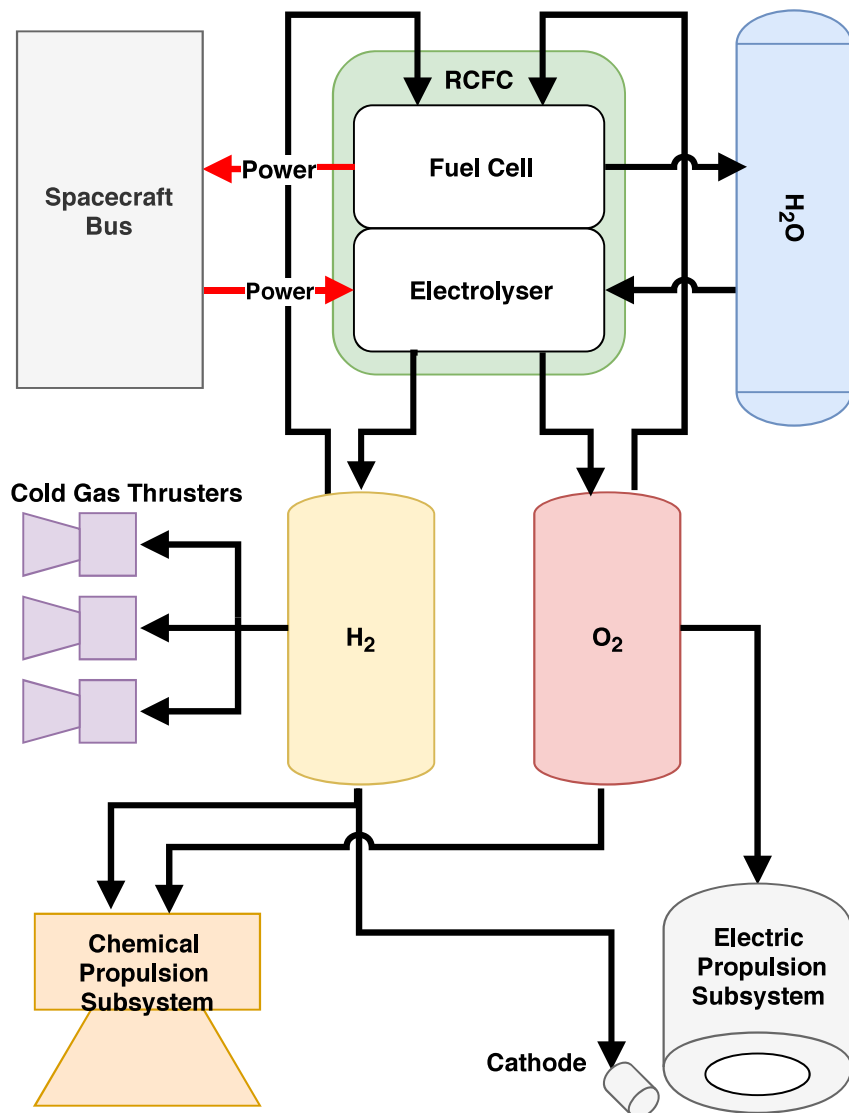 RCFC
Power
Fuel Cell
Spacecraft
Bus
H₂O
Power
Electrolyser
Cold Gas Thrusters
H₂
O₂
Chemical
Propulsion
Subsystem
Electric
Propulsion
Subsystem
Cathode